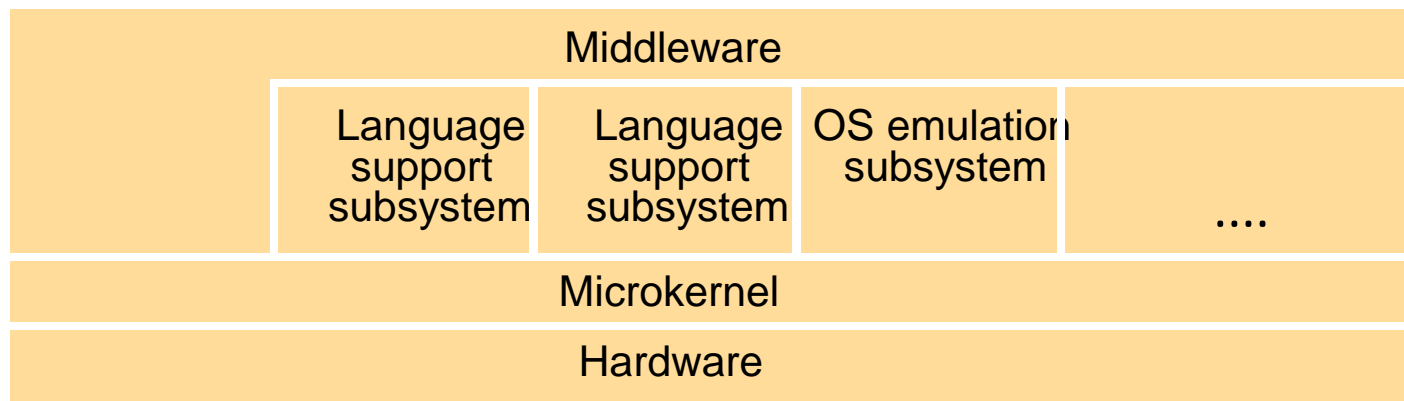 Middleware
Language
support
subsystem
Language
support
subsystem
OS emulation
subsystem
....
Microkernel
Hardware